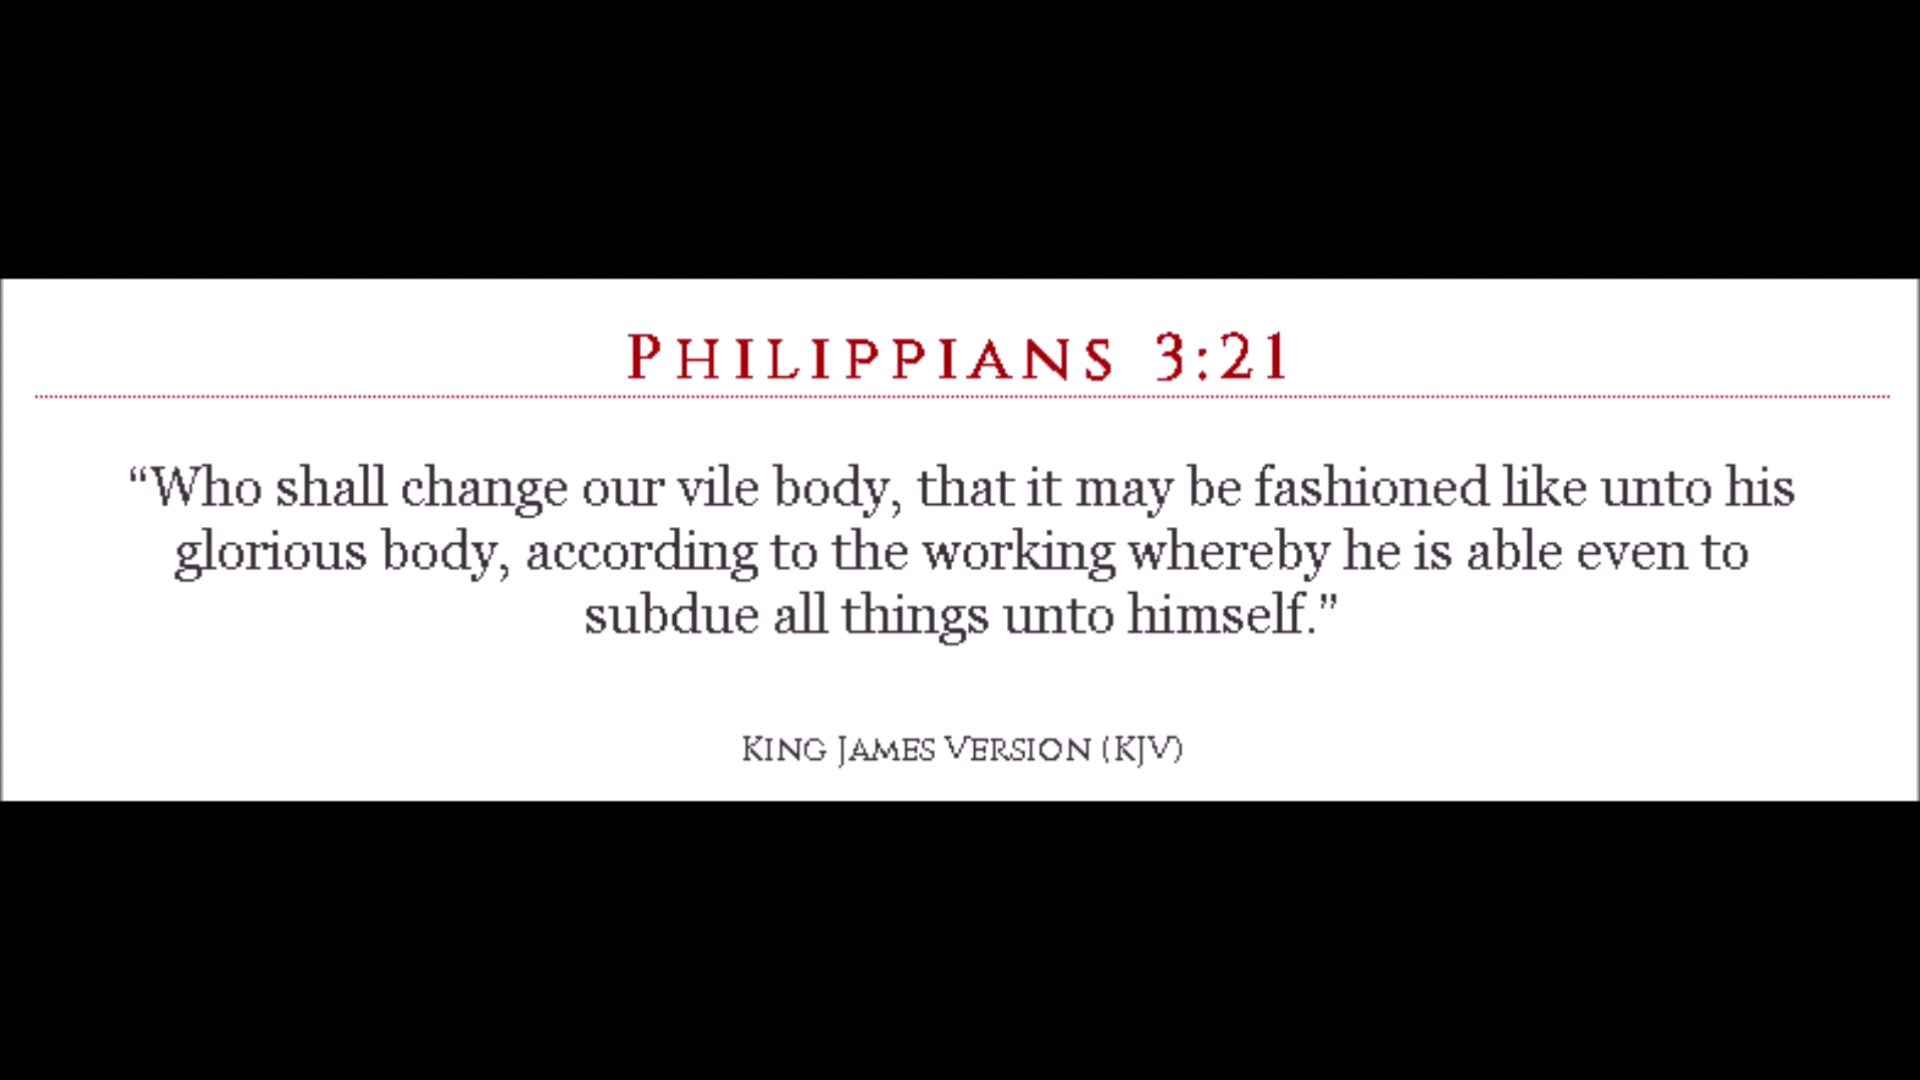 Philippians 3:21
“Who shall change our vile body, that it may be fashioned like unto his
glorious body, according to the working whereby he is able even to
subdue all things unto himself.”
King James Version (KJV)